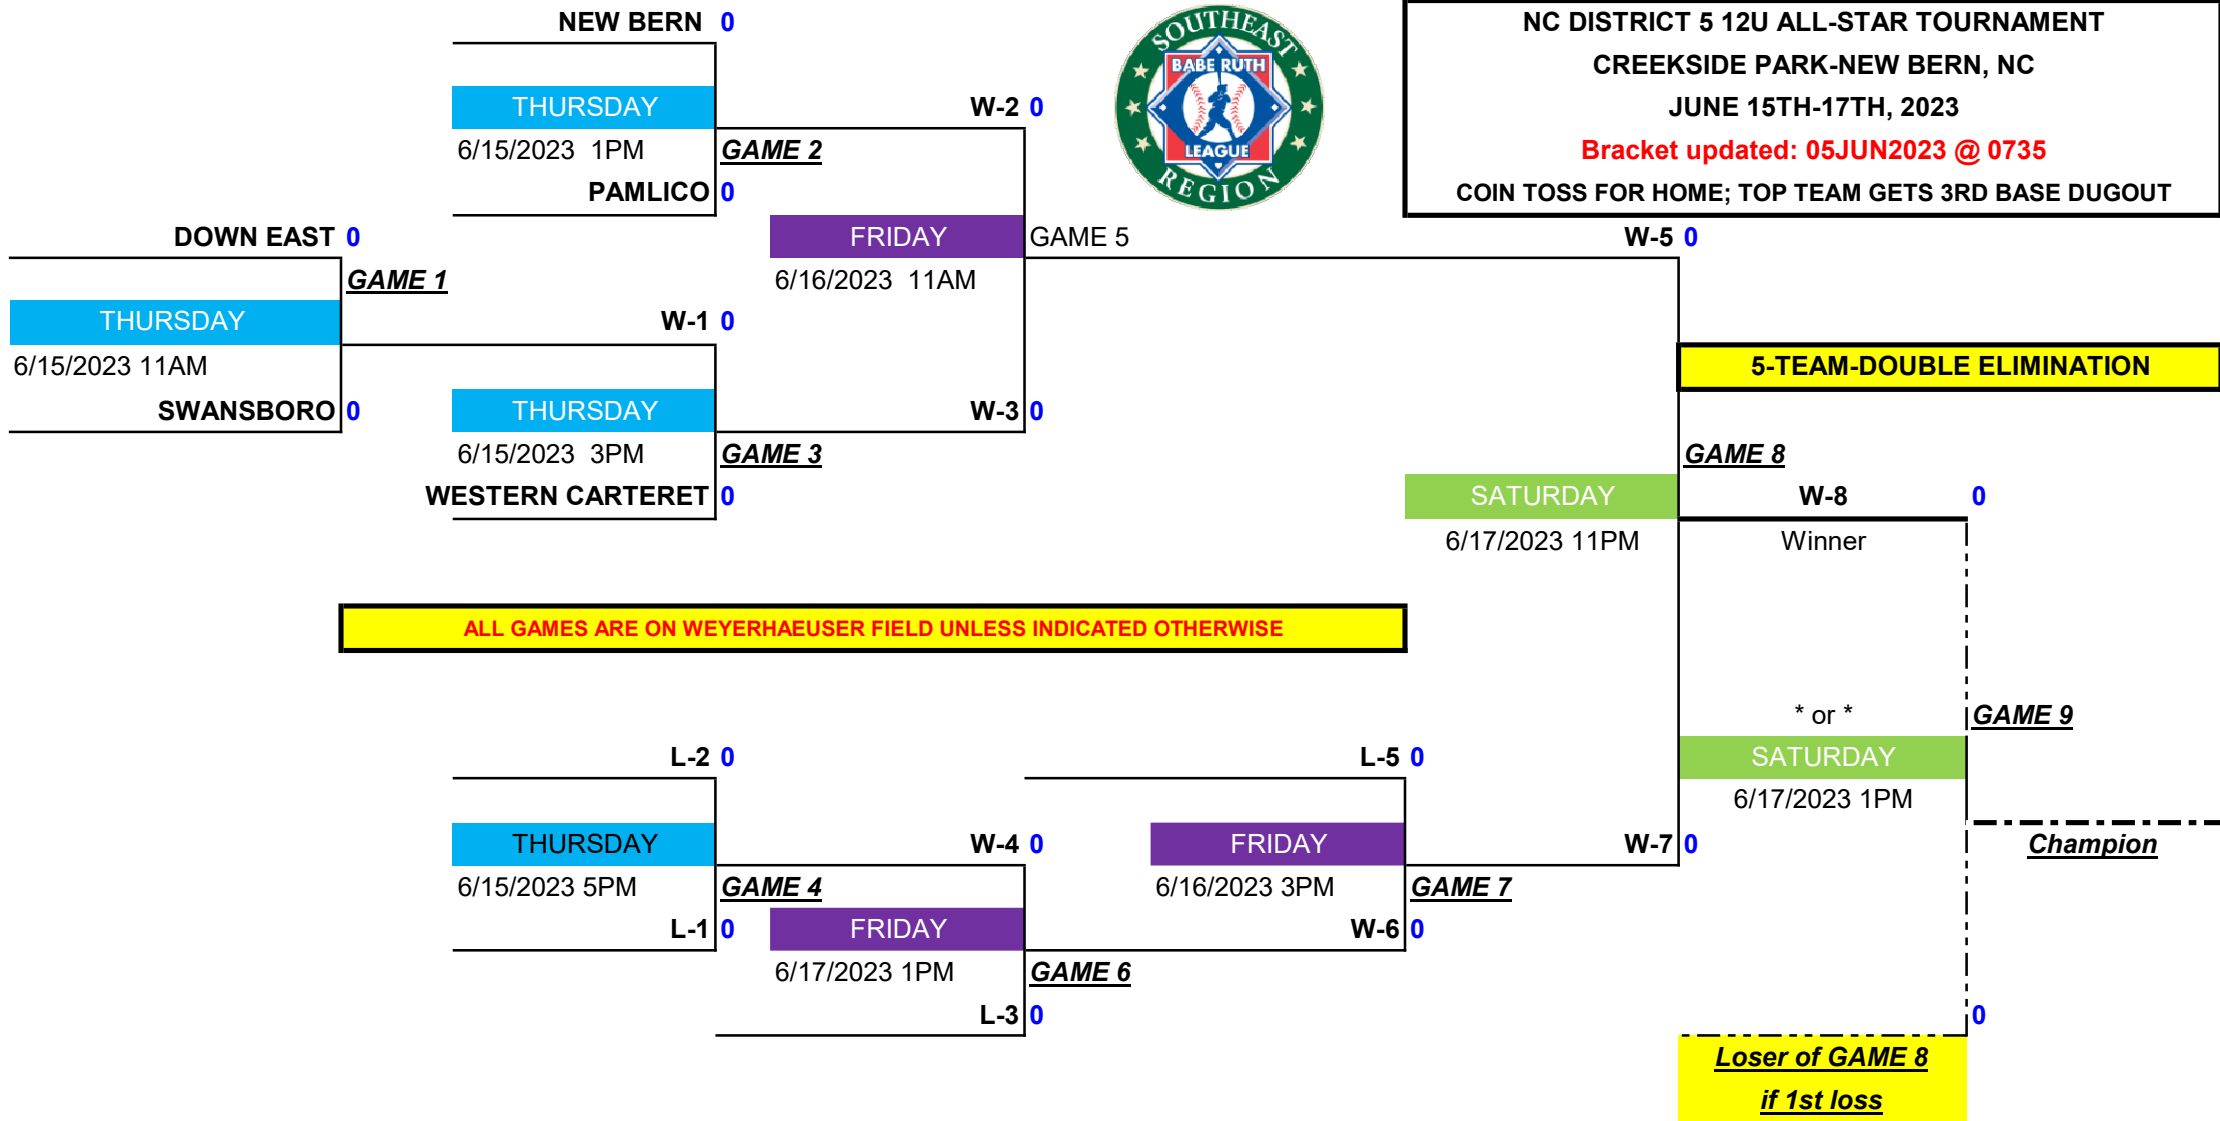 NEW BERN 0
SOUTHEAST
BABE RUTH
LEAGUE
REGION
NC DISTRICT 5 12U ALL-STAR TOURNAMENT
CREEKSIDE PARK-NEW BERN, NC
JUNE 15TH-17TH, 2023
Bracket updated: 05JUN2023 @ 0735
COIN TOSS FOR HOME; TOP TEAM GETS 3RD BASE DUGOUT
THURSDAY
W-2 0
6/15/2023 1PM
GAME 2
PAMLICO 0
DOWN EAST 0
FRIDAY
GAME 5
W-5 0
GAME 1
6/16/2023 11AM
THURSDAY
W-1 0
6/15/2023 11AM
5-TEAM-DOUBLE ELIMINATION
SWANSBORO 0
THURSDAY
W-3 0
6/15/2023 3PM
GAME 3
GAME 8
WESTERN CARTERET 0
SATURDAY
W-8 0
6/17/2023 11PM
Winner
ALL GAMES ARE ON WEYERHAEUSER FIELD UNLESS INDICATED OTHERWISE
* or *
GAME 9
L-2 0
L-5 0
SATURDAY
6/17/2023 1PM
THURSDAY
W-4 0
FRIDAY
W-7 0
Champion
6/15/2023 5PM
GAME 4
6/16/2023 3PM
GAME 7
L-1 0
FRIDAY
W-6 0
6/17/2023 1PM
GAME 6
L-3 0
0
Loser of GAME 8
if 1st loss